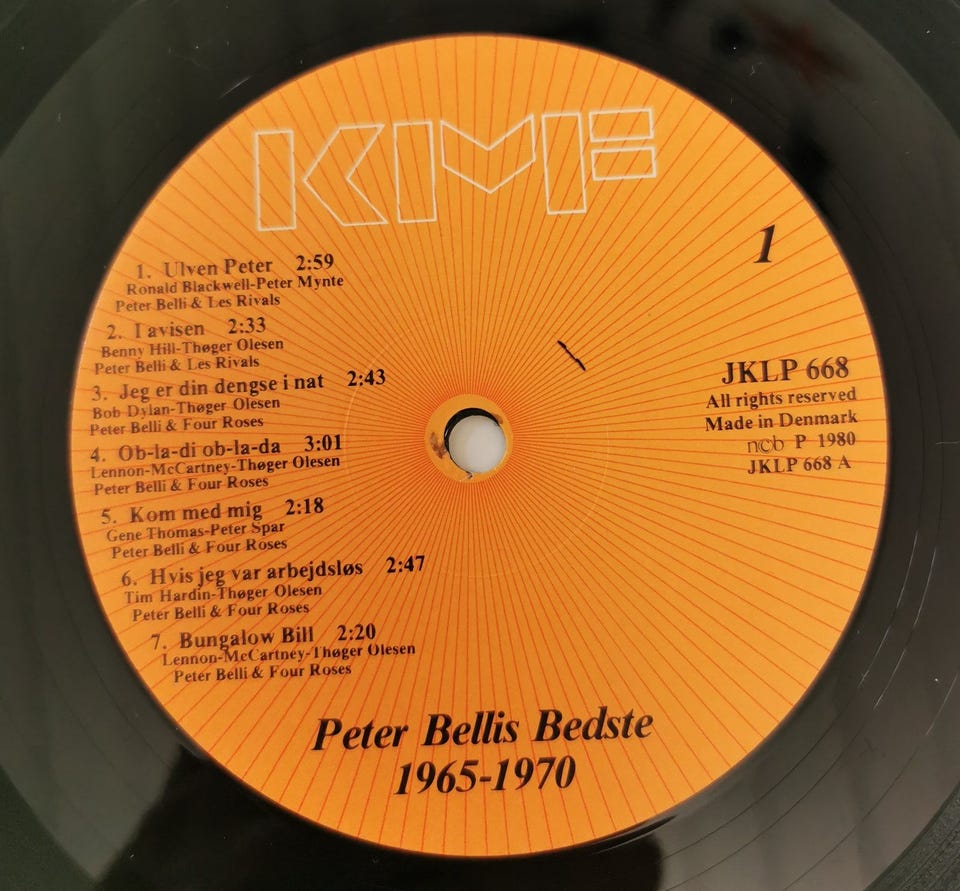 KMF
1
1. Ulven Peter 2:59
Ronald Blackwell-Peter Mynte
Peter Belli & Les Rivals
2. I avisen 2:33
Benny Hill-Thøger Olesen
Peter Belli & Les Rivals
3. Jeg er din dengse i nat 2:43
Bob Dylan-Thøger Olesen
Peter Belli & Four Roses
4. Ob-la-di ob-la-da 3:01
Lennon-McCartney-Thøger Olesen
Peter Belli & Four Roses
5. Kom med mig 2:18
Gene Thomas-Peter Spar
Peter Belli & Four Roses
6. Hvis jeg var arbejdsløs 2:47
Tim Hardin-Thøger Olesen
Peter Belli & Four Roses
7. Bungalow Bill 2:20
Lennon-McCartney-Thøger Olesen
Peter Belli & Four Roses
JKLP 668
All rights reserved
Made in Denmark
ncb P 1980
JKLP 668 A
Peter Bellis Bedste
1965-1970